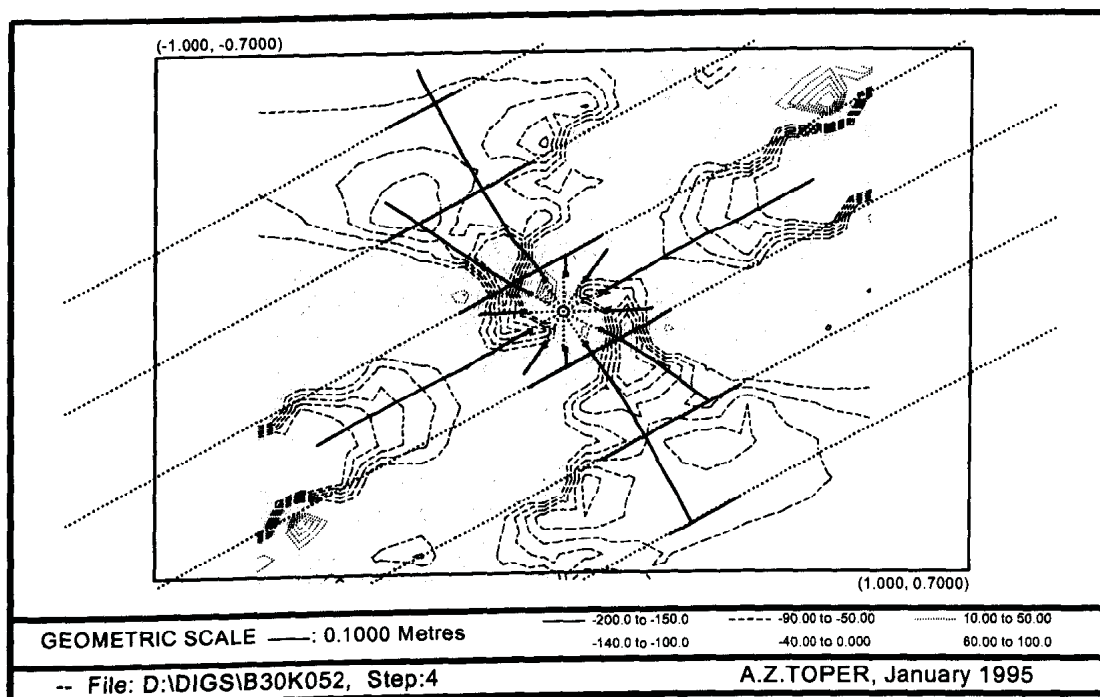 (-1.000, -0.7000)
(1.000, 0.7000)
GEOMETRIC SCALE ——: 0.1000 Metres
-200.0 to -150.0
-90.00 to -50.00
10.00 to 50.00
-140.0 to -100.0
-40.00 to 0.000
60.00 to 100.0
-- File: D:\DIGS\B30K052, Step:4
A.Z.TOPER, January 1995